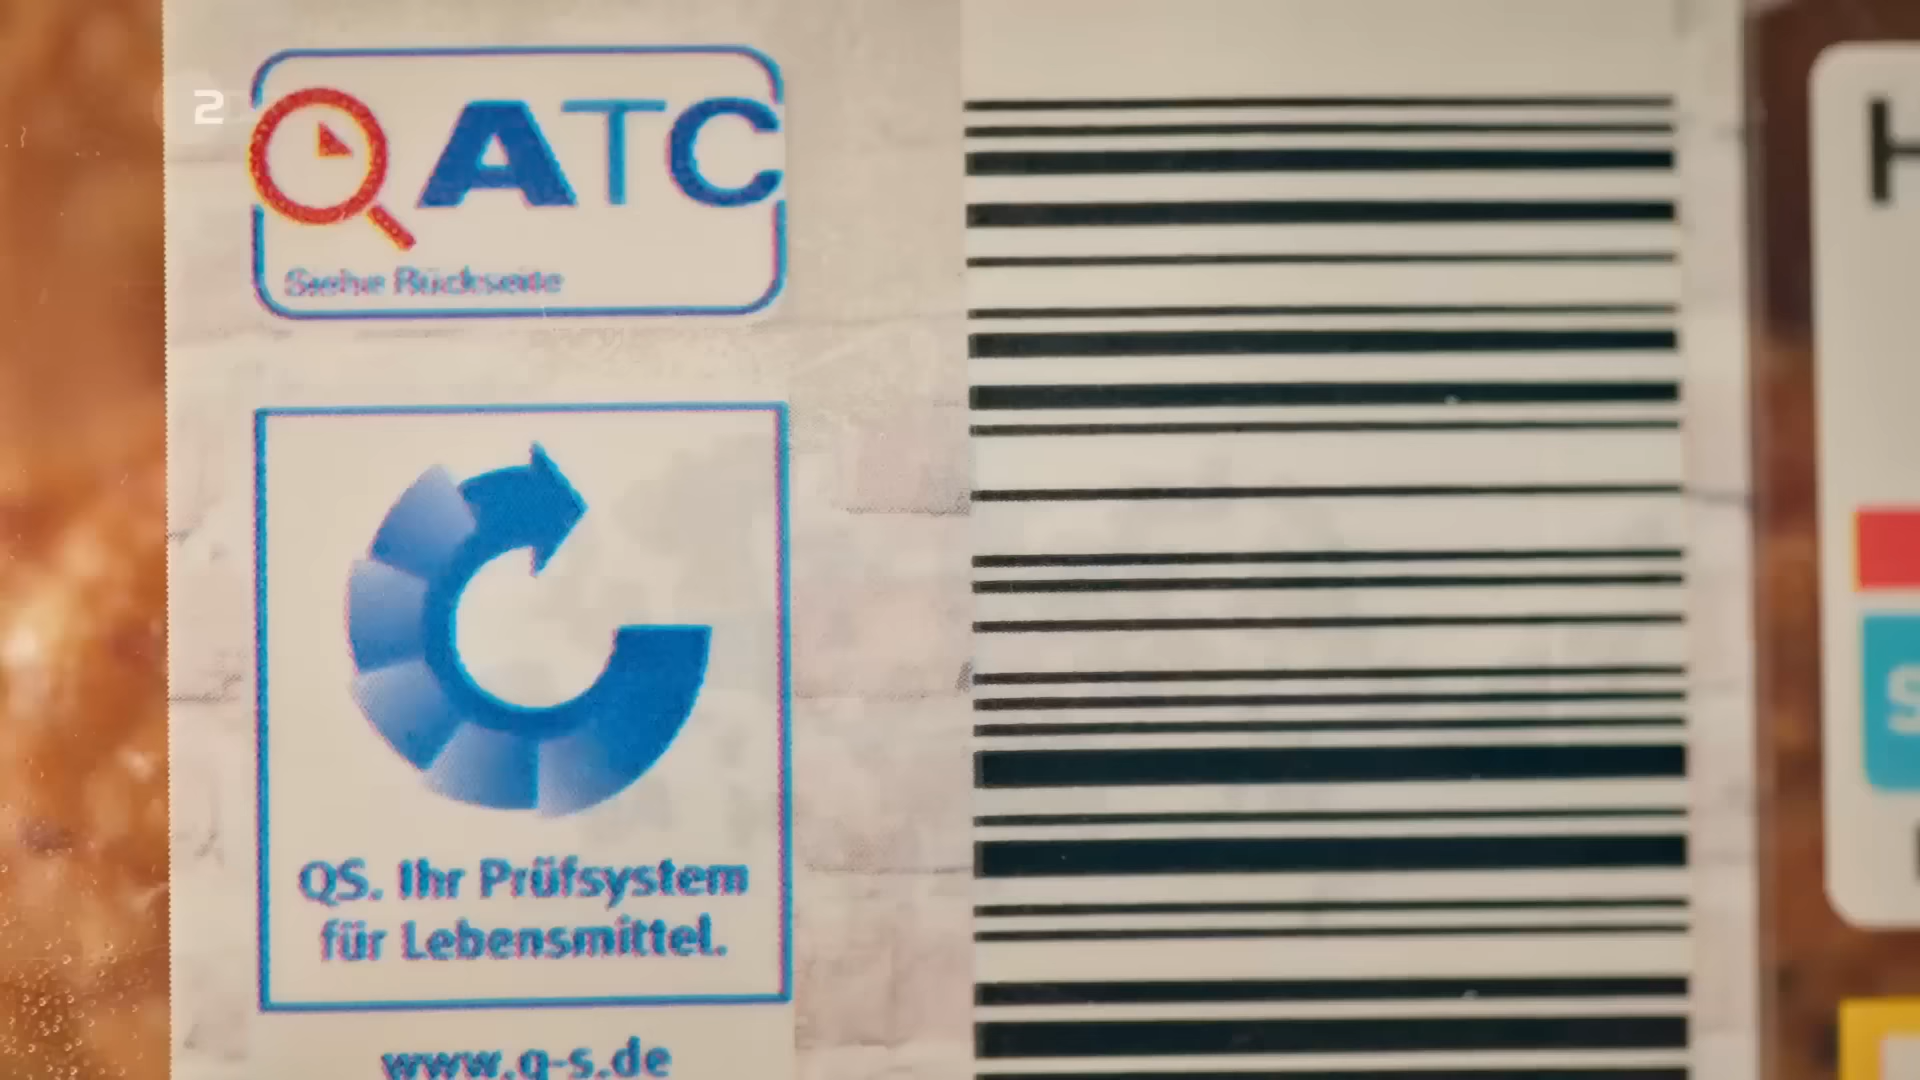 2
ATC
Siehe Rückseite
QS. Ihr Prüfsystem
für Lebensmittel.
www.q-s.de